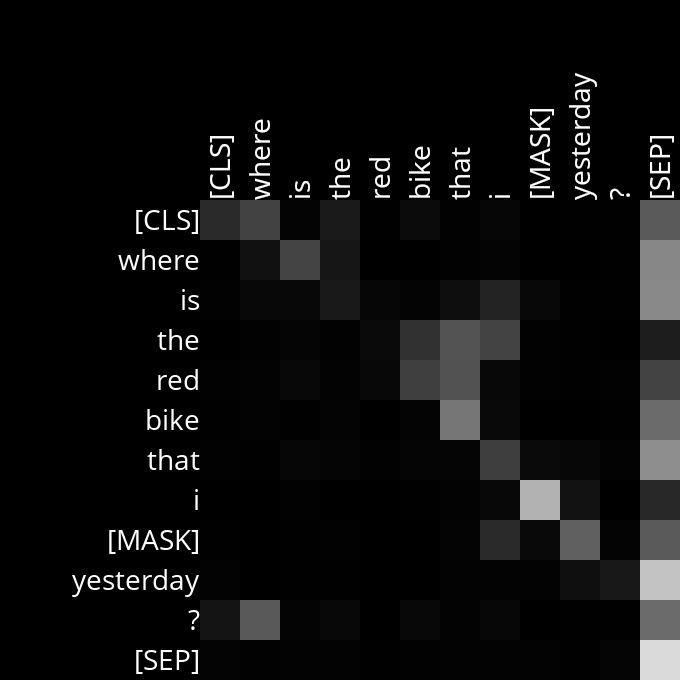 [CLS] where is the red bike that i [MASK] yesterday ? [SEP]
[CLS]
where
is
the
red
bike
that
i
[MASK]
yesterday
?
[SEP]